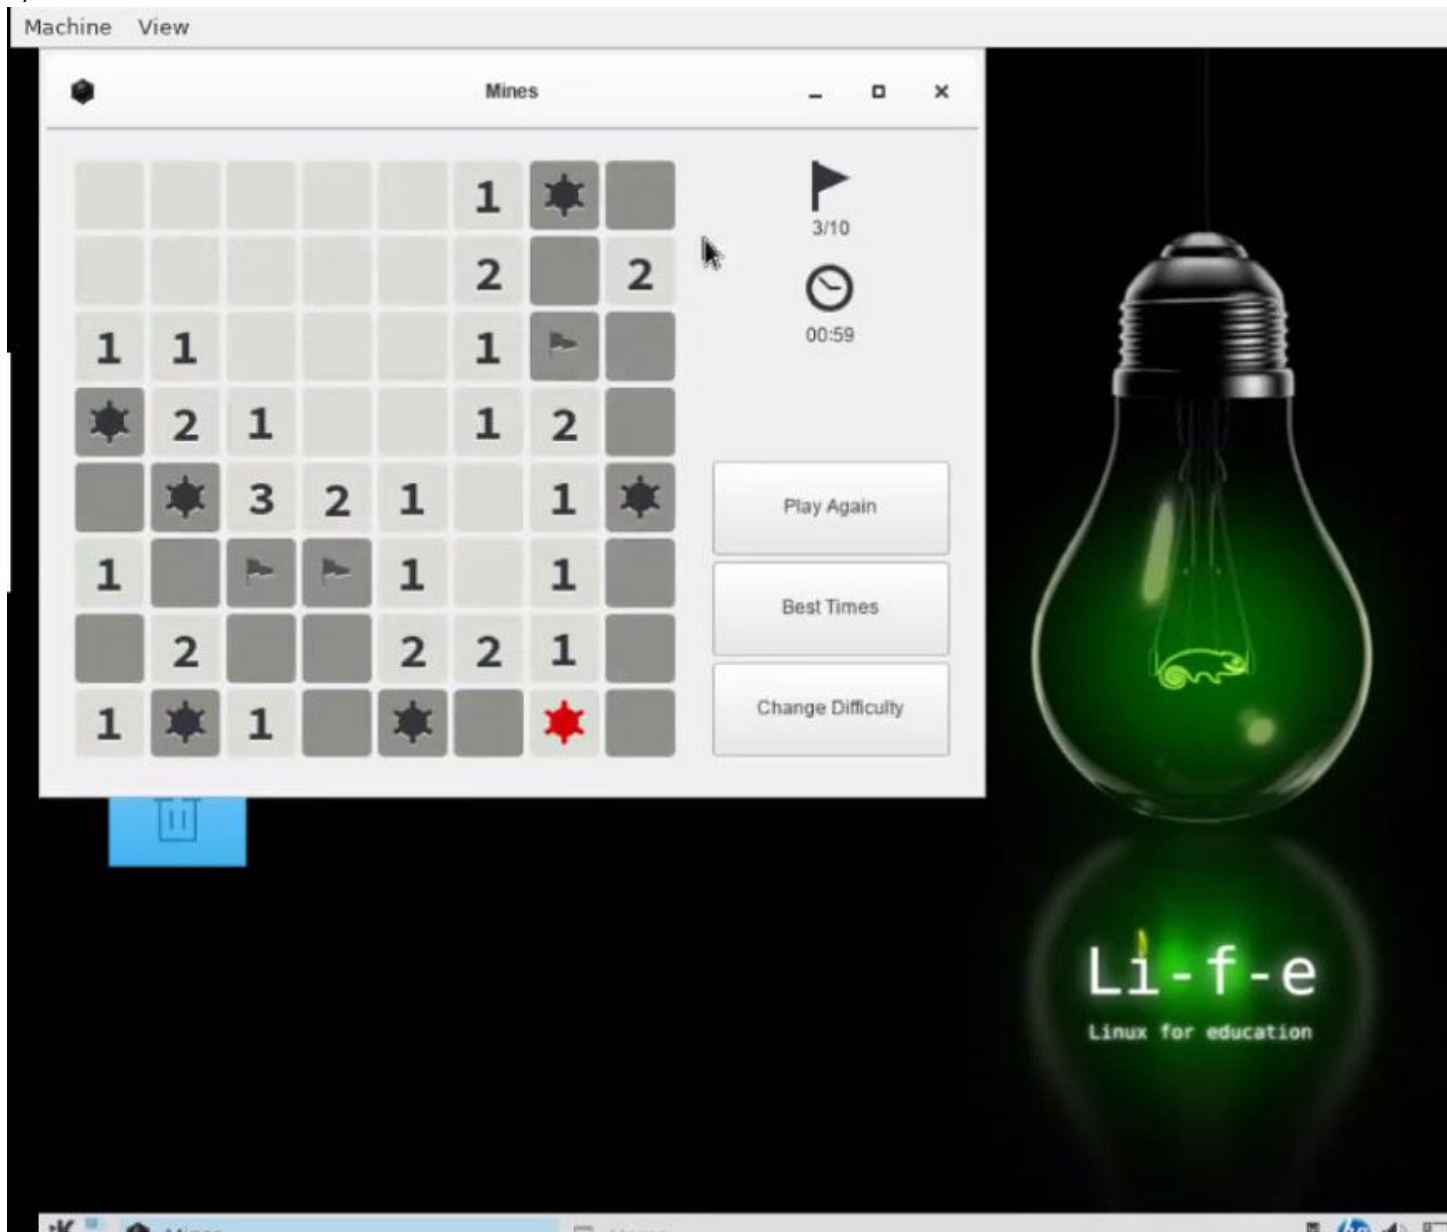 Machine View
Mines
1
3/10
2 2
00:59
1 1 1
2 1 1 2
3 2 1 1
Play Again
1 1 1
Best Times
2 2 2 1
Change Difficulty
1 1
Li-f-e
Linux for education